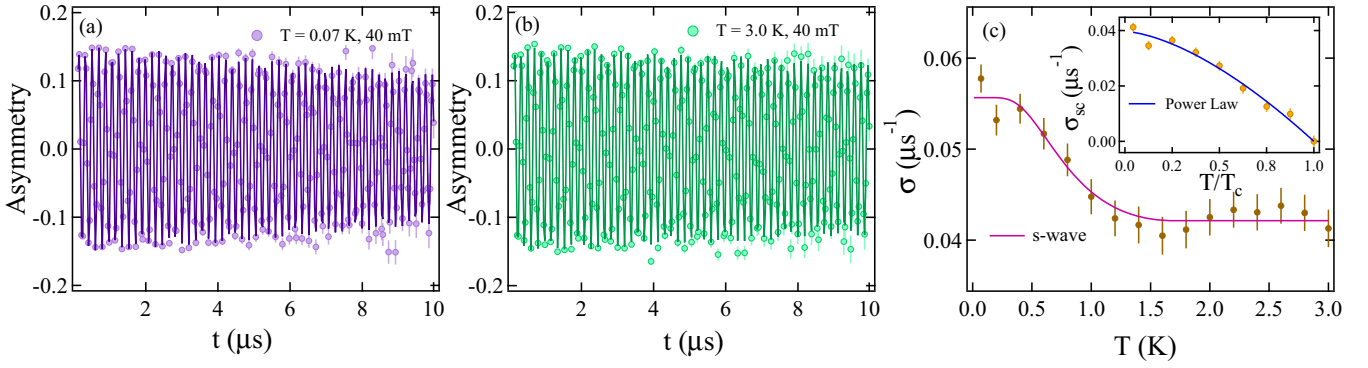 (a)
T = 0.07 K, 40 mT
Asymmetry
0.2
0.1
0.0
-0.1
-0.2
2
4
6
8
10
t (μs)
(b)
T = 3.0 K, 40 mT
Asymmetry
0.2
0.1
0.0
-0.1
-0.2
2
4
6
8
10
t (μs)
(c)
σ (μs⁻¹)
0.06
0.05
0.04
s-wave
0.0
0.5
1.0
1.5
2.0
2.5
3.0
T (K)
σsc (μs⁻¹)
0.04
0.02
0.00
Power Law
0.0
0.2
0.5
0.8
1.0
T/Tc